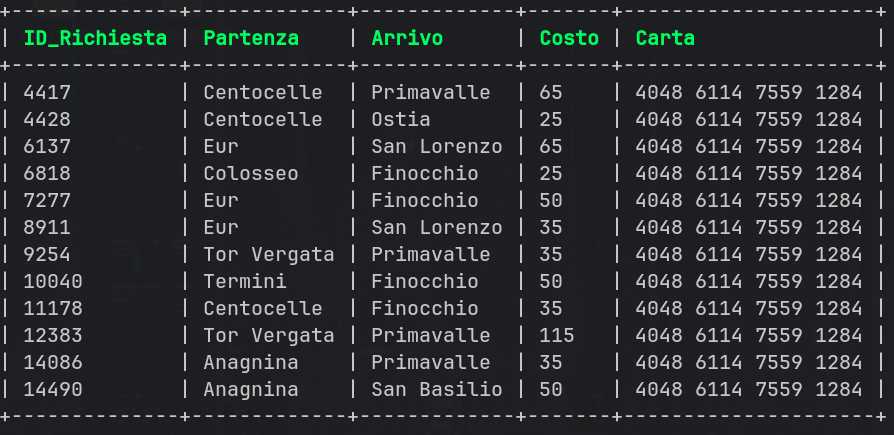 +--------------+-------------+-------------+-------+---------------------+
| ID_Richiesta | Partenza    | Arrivo      | Costo | Carta               |
+--------------+-------------+-------------+-------+---------------------+
| 4417         | Centocelle  | Primavalle  | 65    | 4048 6114 7559 1284 |
| 4428         | Centocelle  | Ostia       | 25    | 4048 6114 7559 1284 |
| 6137         | Eur         | San Lorenzo | 65    | 4048 6114 7559 1284 |
| 6818         | Colosseo    | Finocchio   | 25    | 4048 6114 7559 1284 |
| 7277         | Eur         | Finocchio   | 50    | 4048 6114 7559 1284 |
| 8911         | Eur         | San Lorenzo | 35    | 4048 6114 7559 1284 |
| 9254         | Tor Vergata | Primavalle  | 35    | 4048 6114 7559 1284 |
| 10040        | Termini     | Finocchio   | 50    | 4048 6114 7559 1284 |
| 11178        | Centocelle  | Finocchio   | 35    | 4048 6114 7559 1284 |
| 12383        | Tor Vergata | Primavalle  | 115   | 4048 6114 7559 1284 |
| 14086        | Anagnina    | Primavalle  | 35    | 4048 6114 7559 1284 |
| 14490        | Anagnina    | San Basilio | 50    | 4048 6114 7559 1284 |
+--------------+-------------+-------------+-------+---------------------+